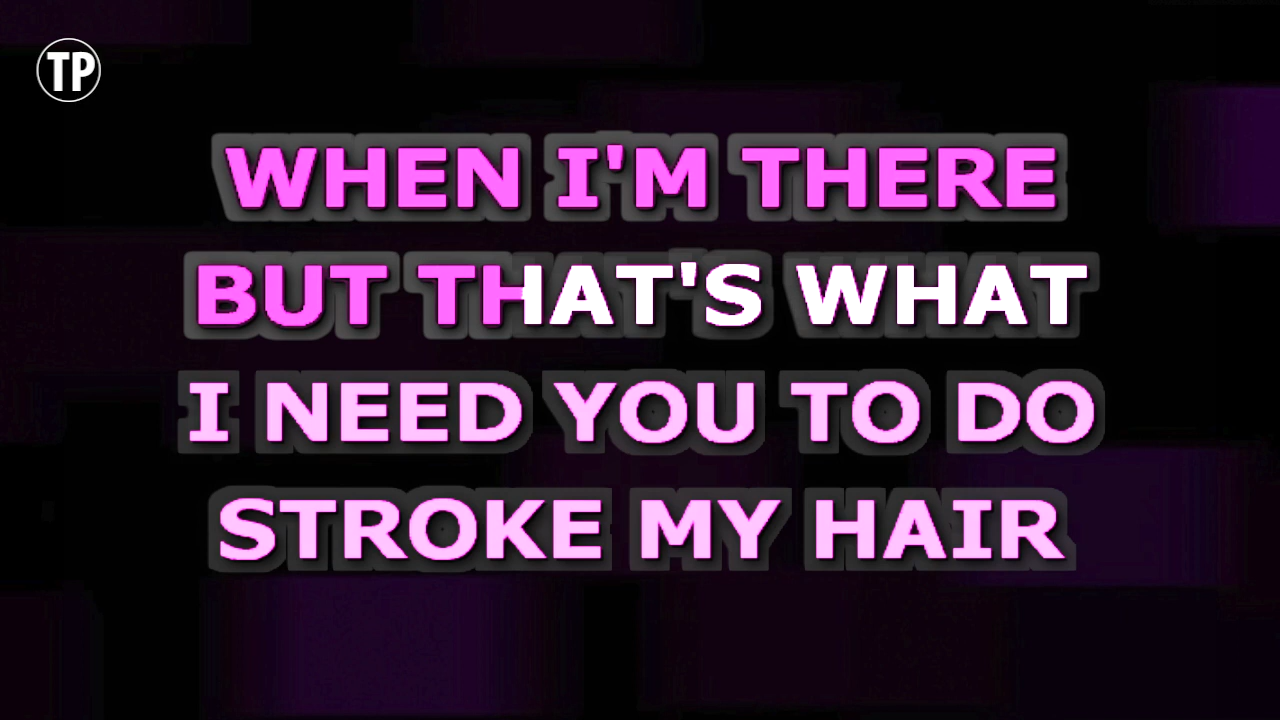 TP
WHEN I'M THERE
BUT THAT'S WHAT
I NEED YOU TO DO
STROKE MY HAIR